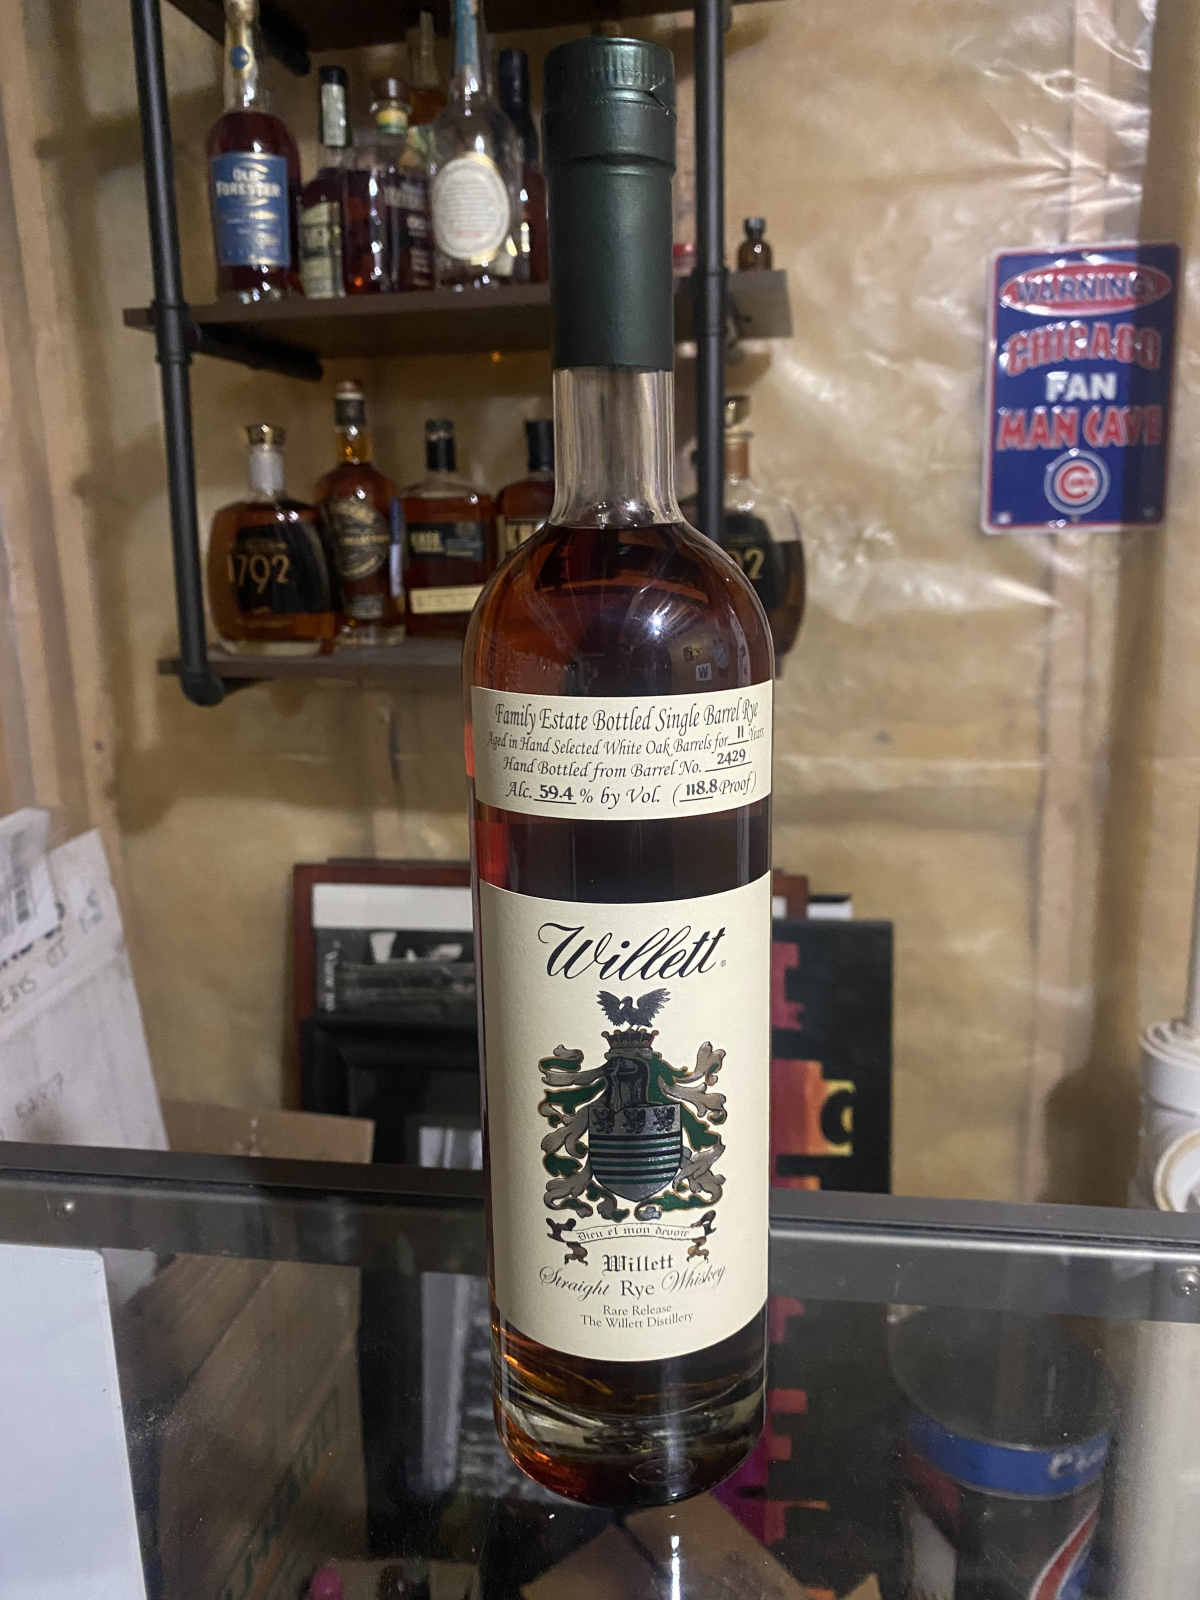 OLD
FORESTER
WARNING!
CHICAGO
FAN
MAN CAVE
C
1792
KNOB
92
Family Estate Bottled Single Barrel Rye
Aged in Hand Selected White Oak Barrels for 11 Years
Hand Bottled from Barrel No. 2429
Alc. 59.4 % by Vol. (118.8 Proof)
Willett®
Dieu et mon devoir
Willett
Straight Rye Whiskey
Rare Release
The Willett Distillery